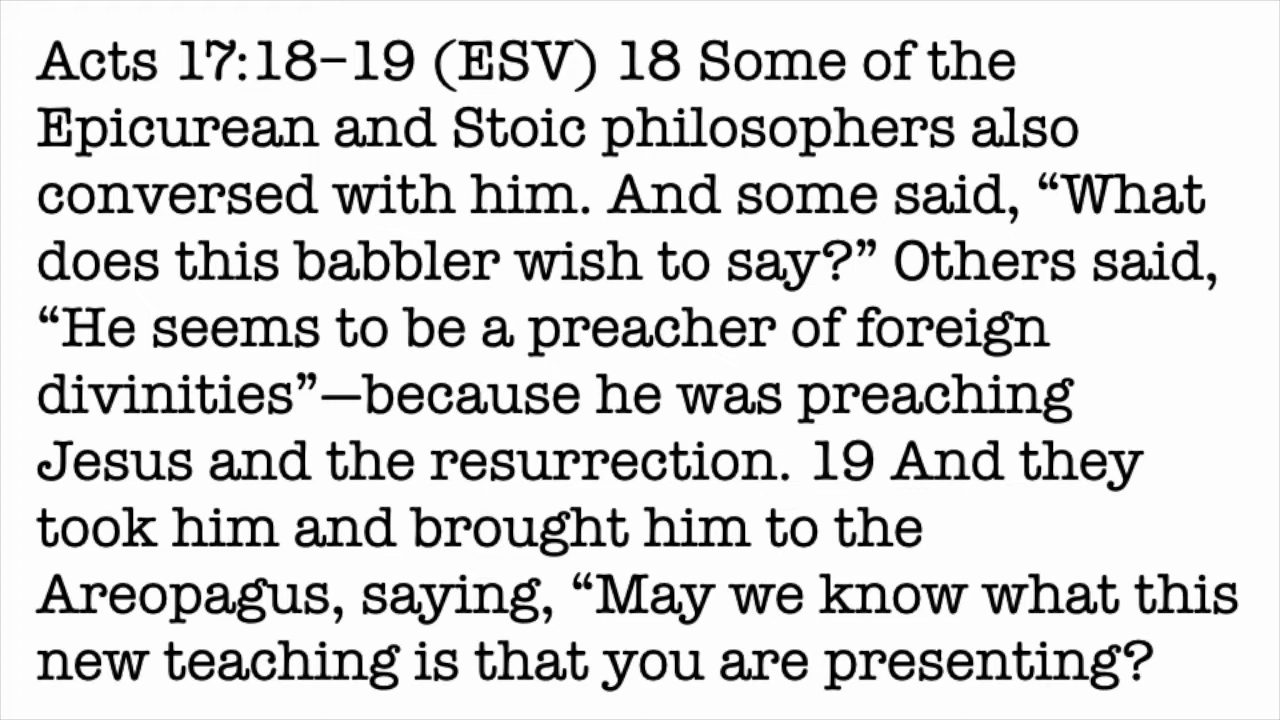 Acts 17:18–19 (ESV) 18 Some of the
Epicurean and Stoic philosophers also
conversed with him. And some said, “What
does this babbler wish to say?” Others said,
“He seems to be a preacher of foreign
divinities”—because he was preaching
Jesus and the resurrection. 19 And they
took him and brought him to the
Areopagus, saying, “May we know what this
new teaching is that you are presenting?